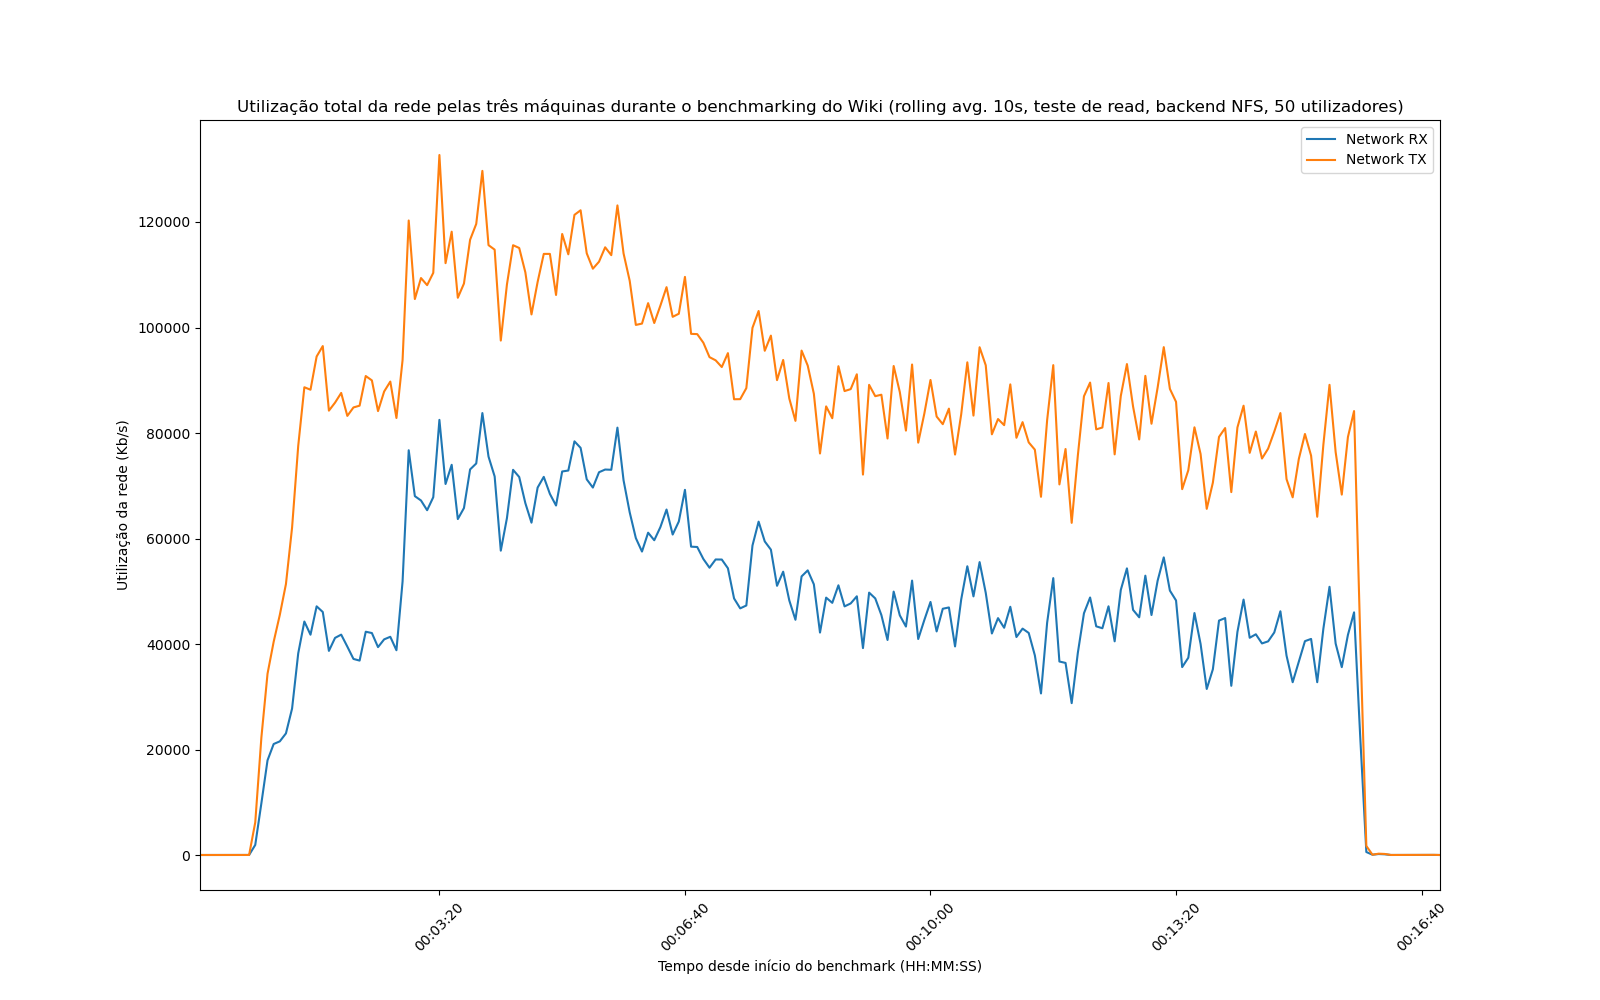 Utilização total da rede pelas três máquinas durante o benchmarking do Wiki (rolling avg. 10s, teste de read, backend NFS, 50 utilizadores)
Network RX
Network TX
Utilização da rede (Kb/s)
120000
100000
80000
60000
40000
20000
0
00:03:20
00:06:40
00:10:00
00:13:20
00:16:40
Tempo desde início do benchmark (HH:MM:SS)